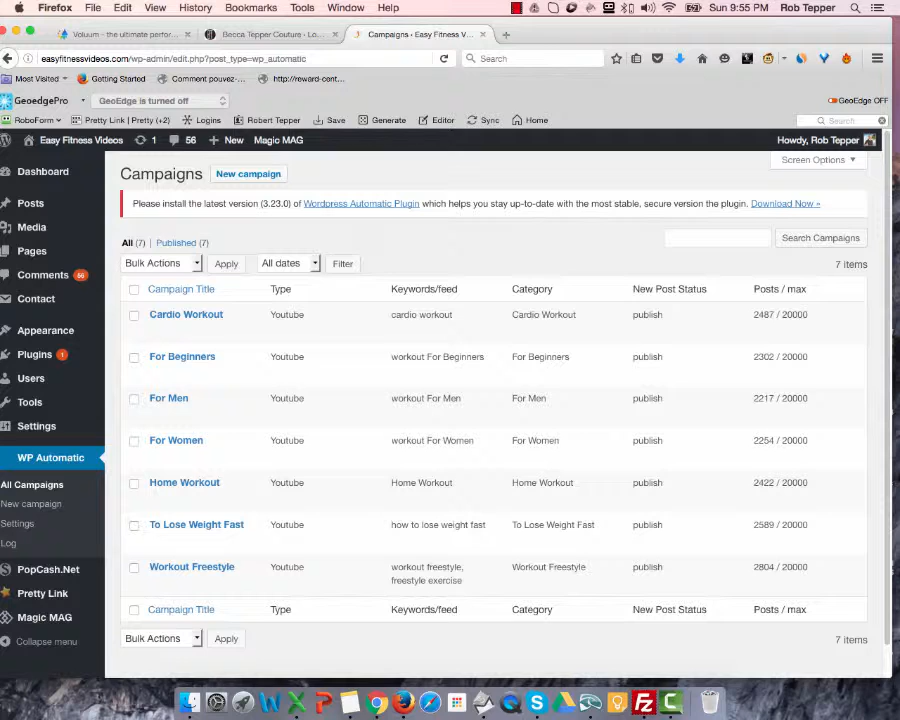 Firefox File Edit View History Bookmarks Tools Window Help Sun 9:55 PM Rob Tepper
Voluum - the ultimate perfor... × Becca Tepper Couture - Lo... × Campaigns ‹ Easy Fitness V... × +
easyfitnessvideos.com/wp-admin/edit.php?post_type=wp_automatic Search
Most Visited Getting Started Comment pouvez-... http://reward-cont...
GeoedgePro GeoEdge is turned off GeoEdge OFF
RoboForm Pretty Link (+2) Logins Robert Tepper Save Generate Editor Sync Home Search
Easy Fitness Videos 1 56 + New Magic MAG Howdy, Rob Tepper
Screen Options ▼
Dashboard
Posts
Media
Pages
Comments 56
Contact
Appearance
Plugins 1
Users
Tools
Settings
WP Automatic
All Campaigns
New campaign
Settings
Log
PopCash.Net
Pretty Link
Magic MAG
Collapse menu
Campaigns New campaign
Please install the latest version (3.23.0) of Wordpress Automatic Plugin which helps you stay up-to-date with the most stable, secure version the plugin. Download Now »
All (7) | Published (7) Search Campaigns
Bulk Actions Apply All dates Filter 7 items
Campaign Title Type Keywords/feed Category New Post Status Posts / max
Cardio Workout Youtube cardio workout Cardio Workout publish 2487 / 20000
For Beginners Youtube workout For Beginners For Beginners publish 2302 / 20000
For Men Youtube workout For Men For Men publish 2217 / 20000
For Women Youtube workout For Women For Women publish 2254 / 20000
Home Workout Youtube Home Workout Home Workout publish 2422 / 20000
To Lose Weight Fast Youtube how to lose weight fast To Lose Weight Fast publish 2589 / 20000
Workout Freestyle Youtube workout freestyle, Workout Freestyle publish 2804 / 20000
freestyle exercise
Campaign Title Type Keywords/feed Category New Post Status Posts / max
Bulk Actions Apply 7 items